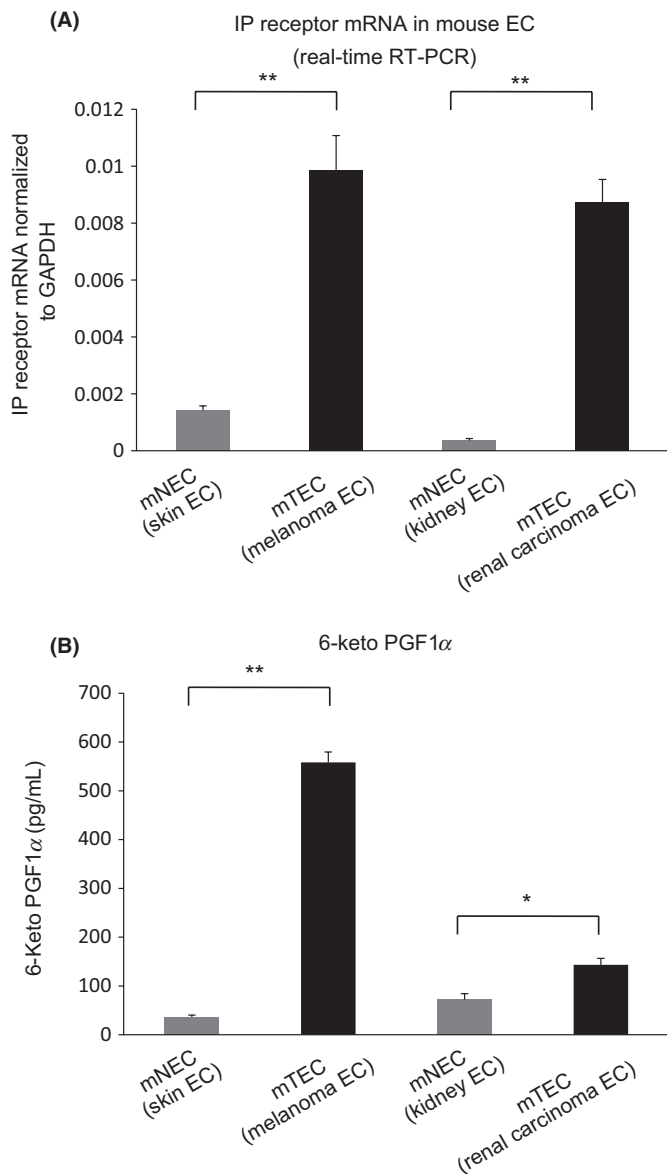 (A)
IP receptor mRNA in mouse EC
(real-time RT-PCR)
**
**
IP receptor mRNA normalized
to GAPDH
0.012
0.01
0.008
0.006
0.004
0.002
0
mNEC
(skin EC)
mTEC
(melanoma EC)
mNEC
(kidney EC)
mTEC
(renal carcinoma EC)
(B)
6-keto PGF1α
**
*
6-Keto PGF1α (pg/mL)
700
600
500
400
300
200
100
0
mNEC
(skin EC)
mTEC
(melanoma EC)
mNEC
(kidney EC)
mTEC
(renal carcinoma EC)